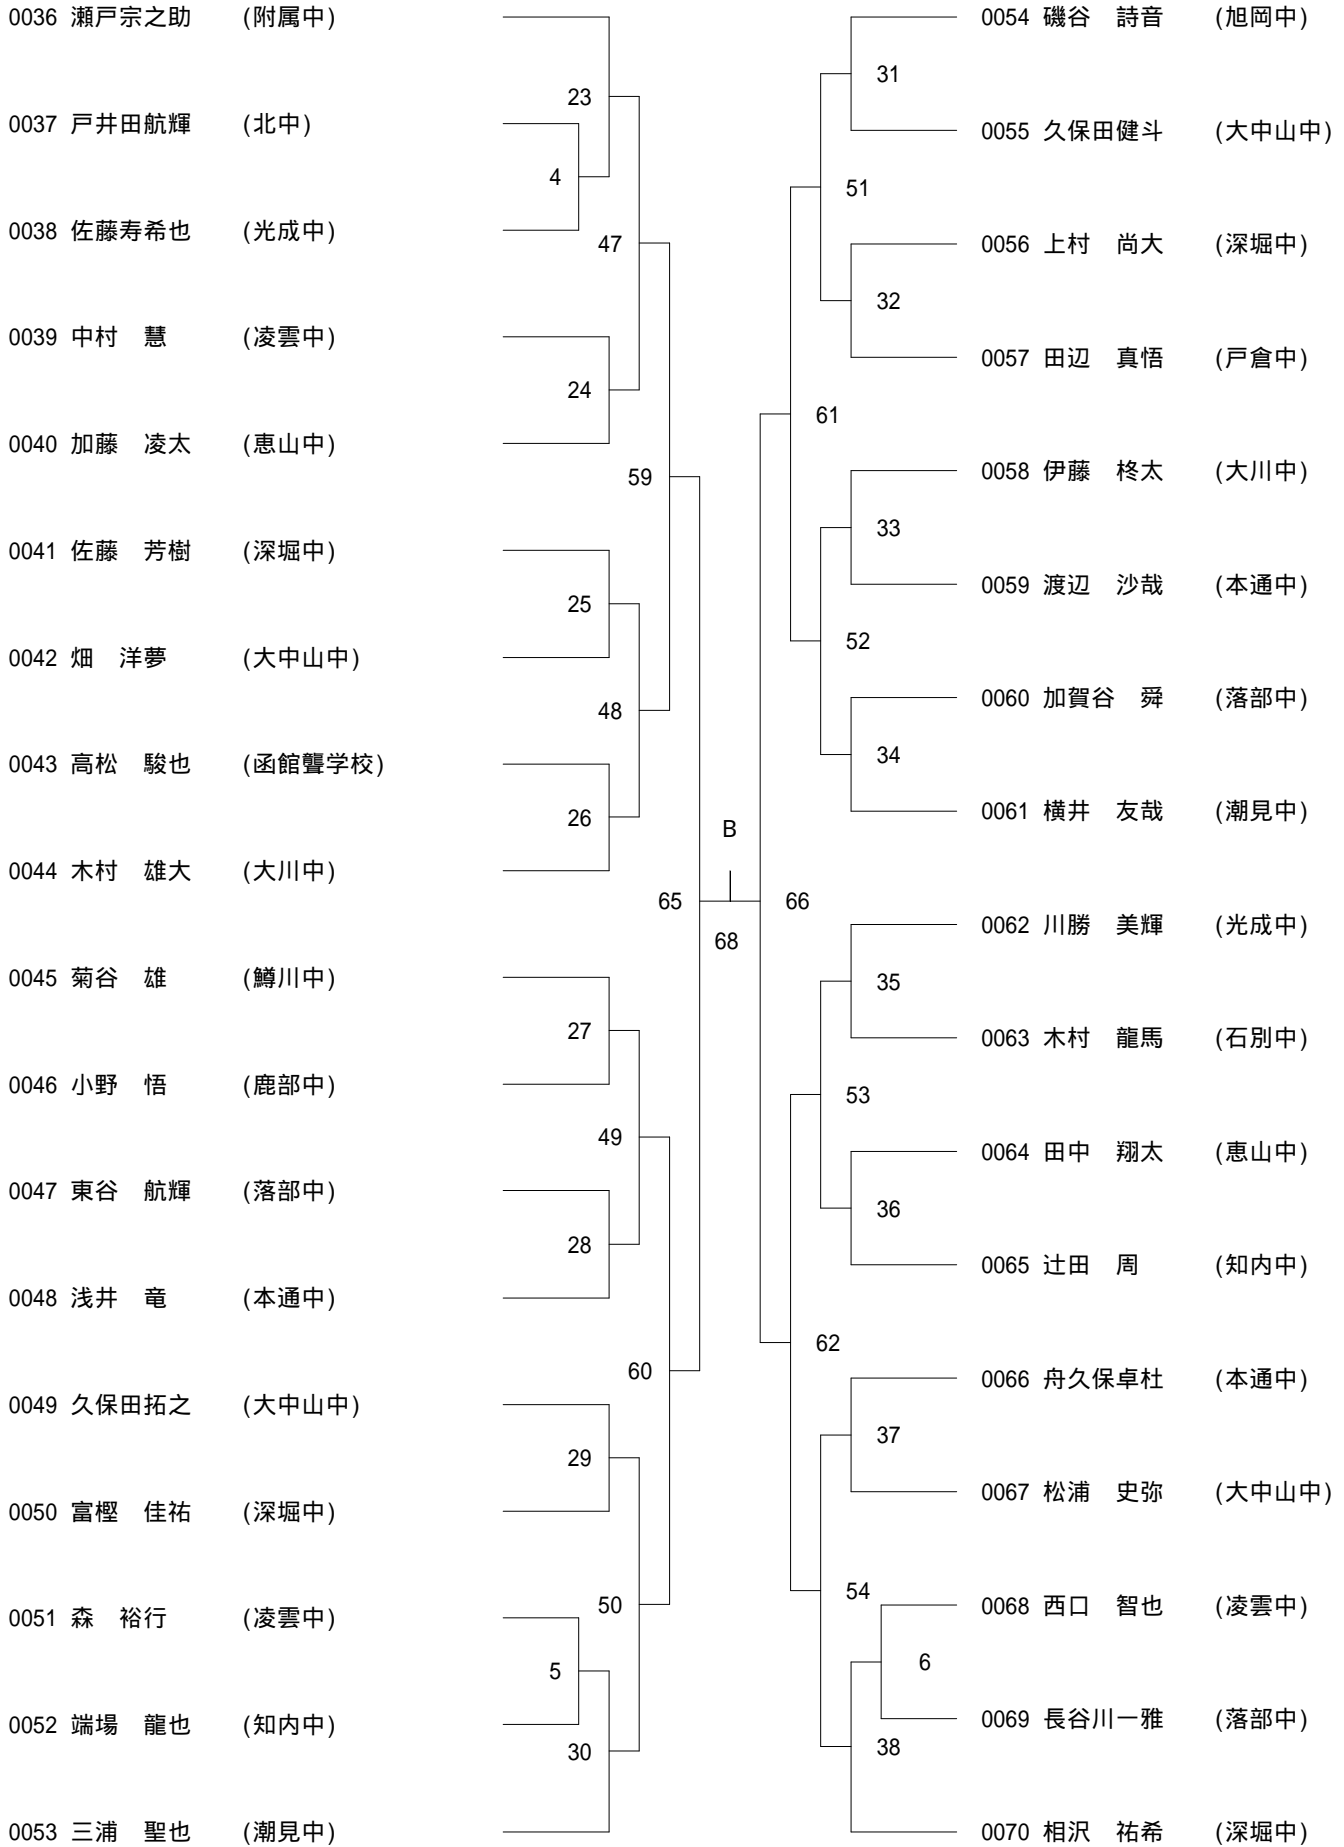 0036 瀬戸宗之助 (附属中)
0037 戸井田航輝 (北中)
0038 佐藤寿希也 (光成中)
0039 中村 慧 (凌雲中)
0040 加藤 凌太 (恵山中)
0041 佐藤 芳樹 (深堀中)
0042 畑 洋夢 (大中山中)
0043 高松 駿也 (函館聾学校)
0044 木村 雄大 (大川中)
0045 菊谷 雄 (鱒川中)
0046 小野 悟 (鹿部中)
0047 東谷 航輝 (落部中)
0048 浅井 竜 (本通中)
0049 久保田拓之 (大中山中)
0050 富樫 佳祐 (深堀中)
0051 森 裕行 (凌雲中)
0052 端場 龍也 (知内中)
0053 三浦 聖也 (潮見中)
23
4
47
24
59
25
48
26
65
27
49
28
60
29
50
5
30
B
68
66
31
51
32
61
33
52
34
35
53
36
62
37
54
6
38
0054 磯谷 詩音 (旭岡中)
0055 久保田健斗 (大中山中)
0056 上村 尚大 (深堀中)
0057 田辺 真悟 (戸倉中)
0058 伊藤 柊太 (大川中)
0059 渡辺 沙哉 (本通中)
0060 加賀谷 舜 (落部中)
0061 横井 友哉 (潮見中)
0062 川勝 美輝 (光成中)
0063 木村 龍馬 (石別中)
0064 田中 翔太 (恵山中)
0065 辻田 周 (知内中)
0066 舟久保卓杜 (本通中)
0067 松浦 史弥 (大中山中)
0068 西口 智也 (凌雲中)
0069 長谷川一雅 (落部中)
0070 相沢 祐希 (深堀中)